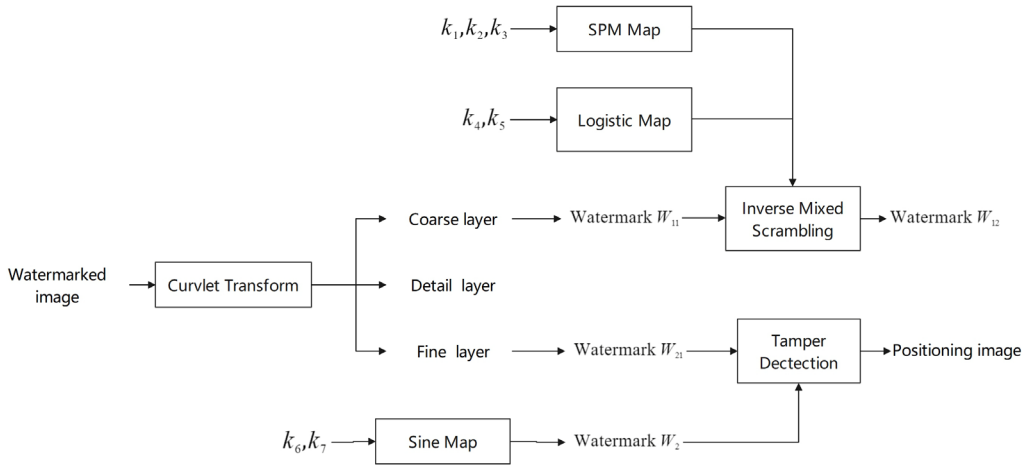 k₁,k₂,k₃
SPM Map
k₄,k₅
Logistic Map
Coarse layer
Watermark W₁₁
Inverse Mixed
Scrambling
Watermark W₁₂
Watermarked
image
Curvlet Transform
Detail layer
Fine layer
Watermark W₂₁
Tamper
Dectection
Positioning image
k₆,k₇
Sine Map
Watermark W₂